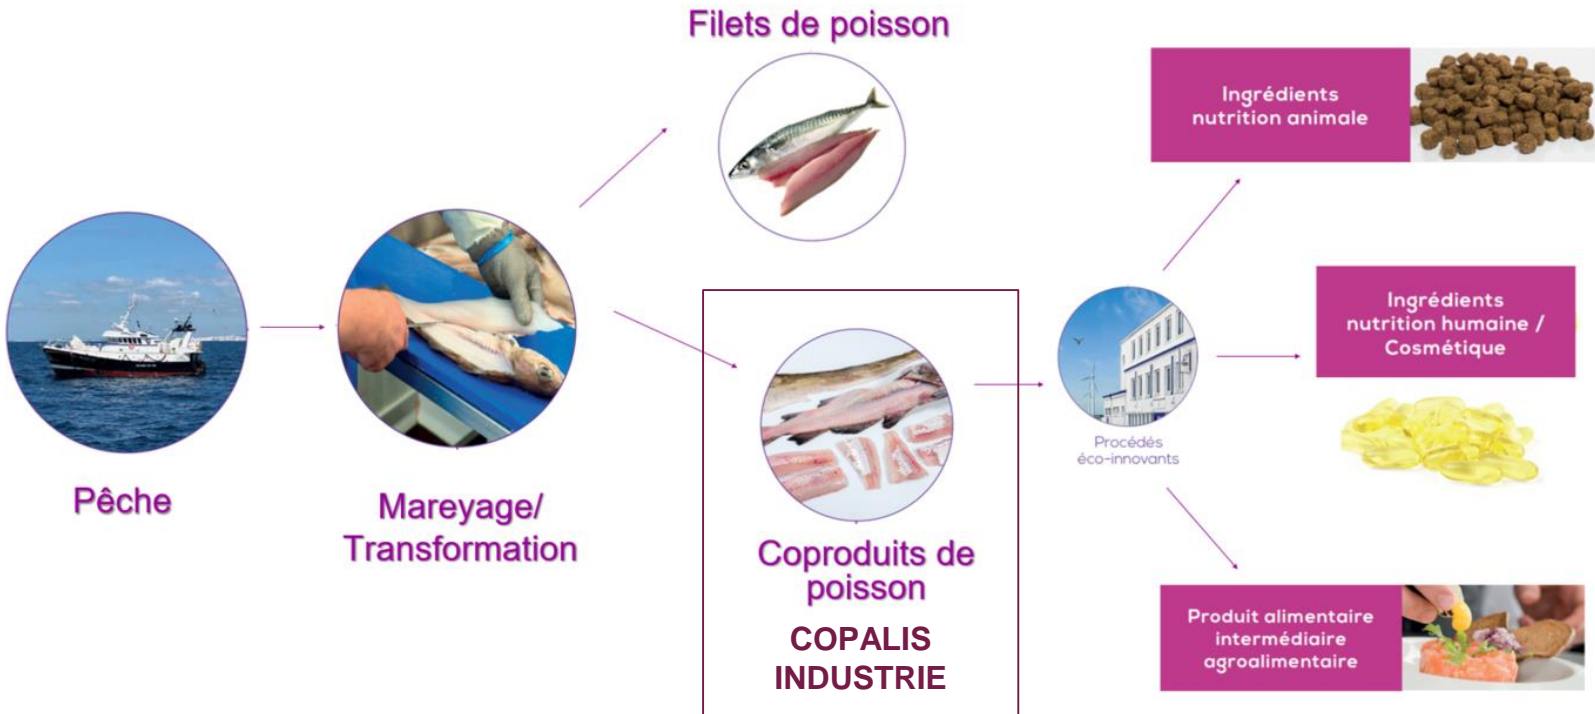 Filets de poisson
Ingrédients
nutrition animale
Ingrédients
nutrition humaine /
Cosmétique
Procédés
éco-innovants
Pêche
Mareyage/
Transformation
Coproduits de
poisson
COPALIS
INDUSTRIE
Produit alimentaire
intermédiaire
agroalimentaire